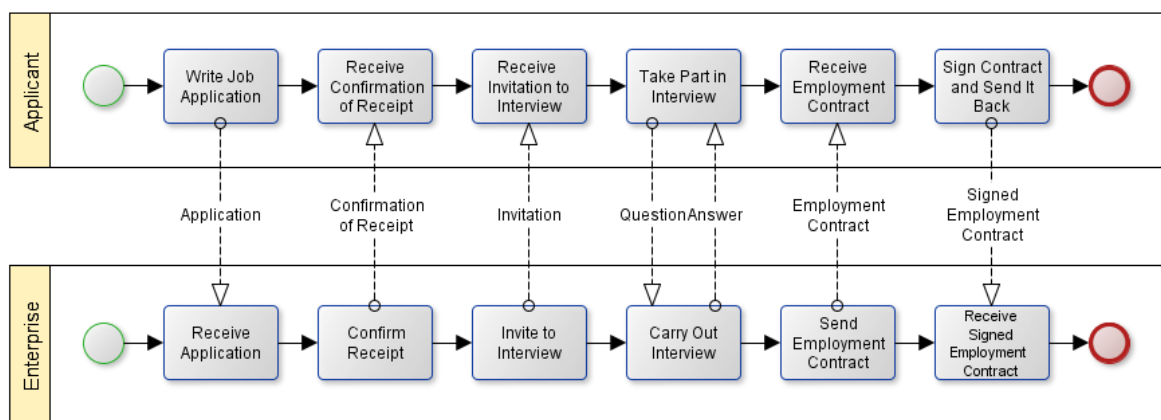 Applicant
Write Job
Application
Receive
Confirmation
of Receipt
Receive
Invitation to
Interview
Take Part in
Interview
Receive
Employment
Contract
Sign Contract
and Send It
Back
Application
Confirmation
of Receipt
Invitation
Question
Answer
Employment
Contract
Signed
Employment
Contract
Enterprise
Receive
Application
Confirm
Receipt
Invite to
Interview
Carry Out
Interview
Send
Employment
Contract
Receive
Signed
Employment
Contract